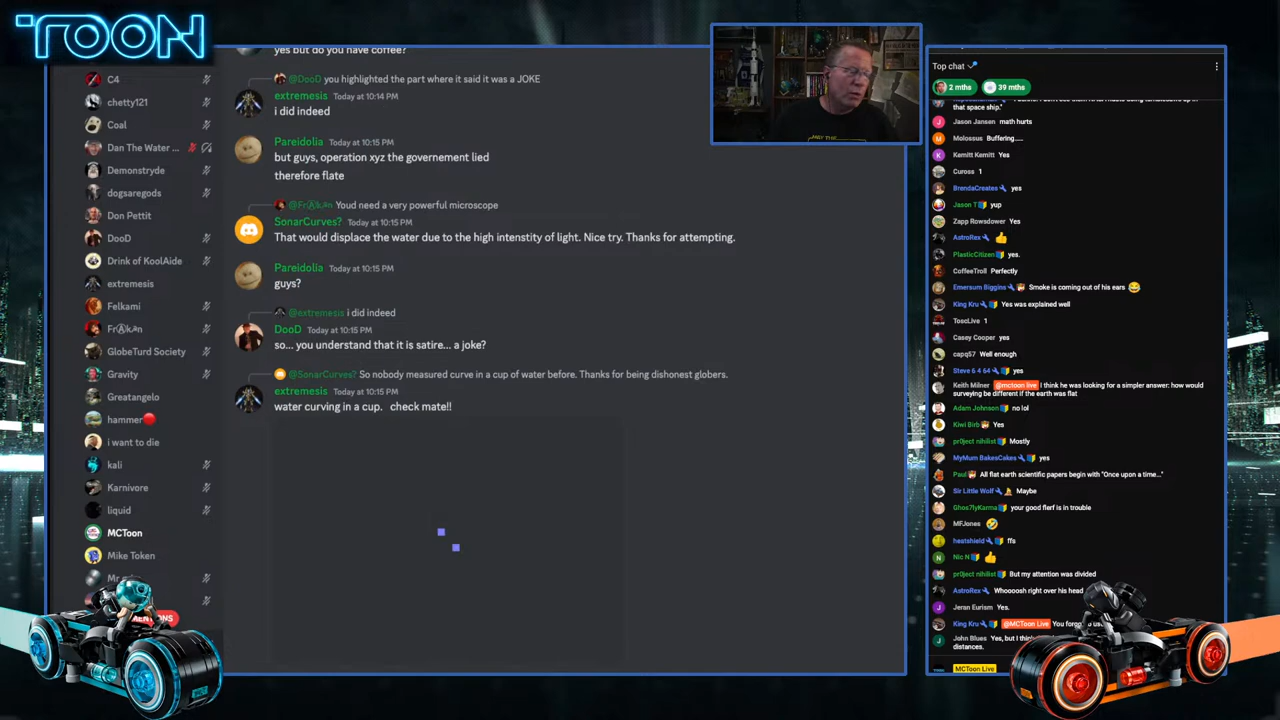 TOON
C4
chetty121
Coal
Dan The Water ...
Demonstryde
dogsaregods
Don Pettit
DooD
Drink of KoolAide
extremesis
Felkami
FrⒶkån
GlobeTurd Society
Gravity
Greatangelo
hammer🔴
i want to die
kali
Karnivore
liquid
MCToon
Mike Token
yes but do you have coffee?
@DooD you highlighted the part where it said it was a JOKE
extremesis Today at 10:14 PM
i did indeed
Pareidolia Today at 10:15 PM
but guys, operation xyz the governement lied
therefore flate
Youd need a very powerful microscope
SonarCurves? Today at 10:15 PM
That would displace the water due to the high intenstity of light. Nice try. Thanks for attempting.
Pareidolia Today at 10:15 PM
guys?
@extremesis i did indeed
DooD Today at 10:15 PM
so... you understand that it is satire... a joke?
@SonarCurves? So nobody measured curve in a cup of water before. Thanks for being dishonest globers.
extremesis Today at 10:15 PM
water curving in a cup. check mate!!
Top chat
2 mths 39 mths
that space ship."
Jason Jansen math hurts
Molossus Buffering.....
Kemitt Kemitt Yes
Cuross 1
BrendaCreates yes
Jason T yup
Zapp Rowsdower Yes
AstroRex 👍
PlasticCitizen yes.
CoffeeTroll Perfectly
Emersum Biggins Smoke is coming out of his ears 😂
King Kru Yes was explained well
ToscLive 1
Casey Cooper yes
capq57 Well enough
Steve 6 4 64 yes
Keith Milner @mctoon live I think he was looking for a simpler answer: how would
surveying be different if the earth was flat
Adam Johnson no lol
Kiwi Birb Yes
pr0ject nihilist Mostly
MyMum BakesCakes yes
Paul All flat earth scientific papers begin with "Once upon a time..."
Sir Little Wolf Maybe
Ghos7lyKarma your good flerf is in trouble
MFJones 🤣
heatshield ffs
Nic N 👍
pr0ject nihilist But my attention was divided
AstroRex Whoooosh right over his head
Jeran Eurism Yes.
King Kru @MCToon Live You
John Blues Yes, but I
distances.
MCToon Live